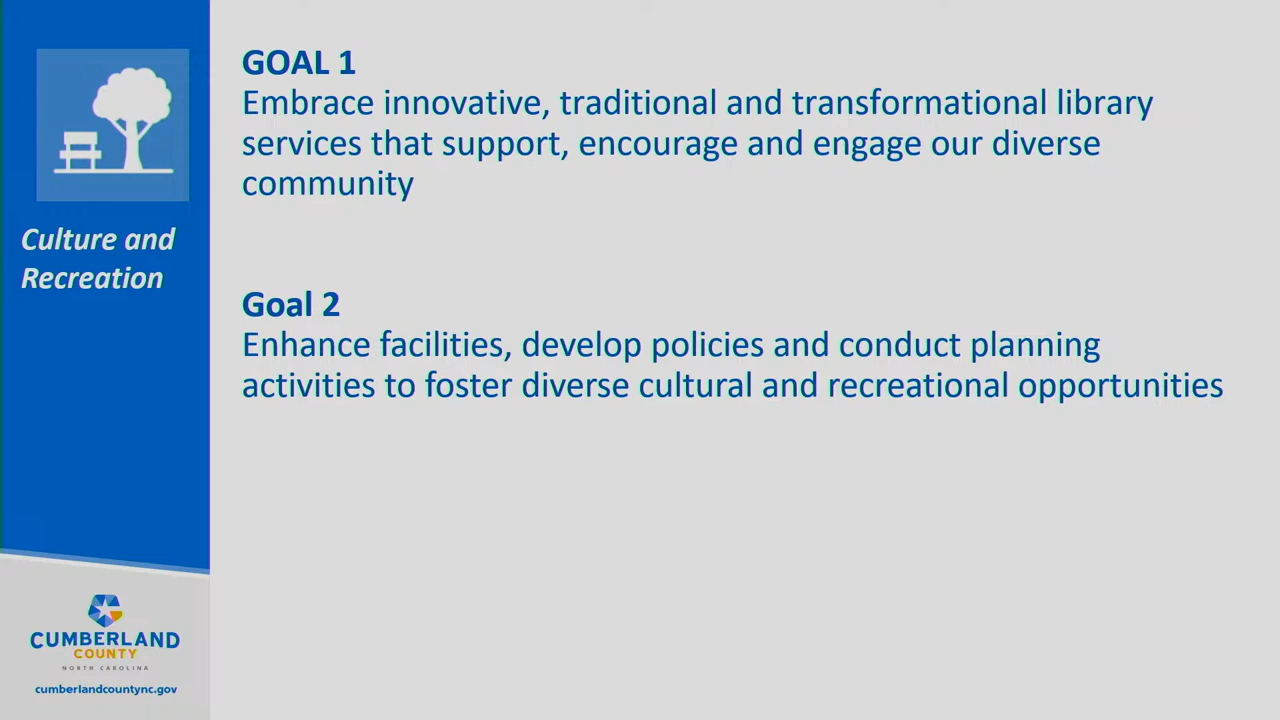 Culture and
Recreation
GOAL 1
Embrace innovative, traditional and transformational library
services that support, encourage and engage our diverse
community
Goal 2
Enhance facilities, develop policies and conduct planning
activities to foster diverse cultural and recreational opportunities
CUMBERLAND
COUNTY
NORTH CAROLINA
cumberlandcountync.gov